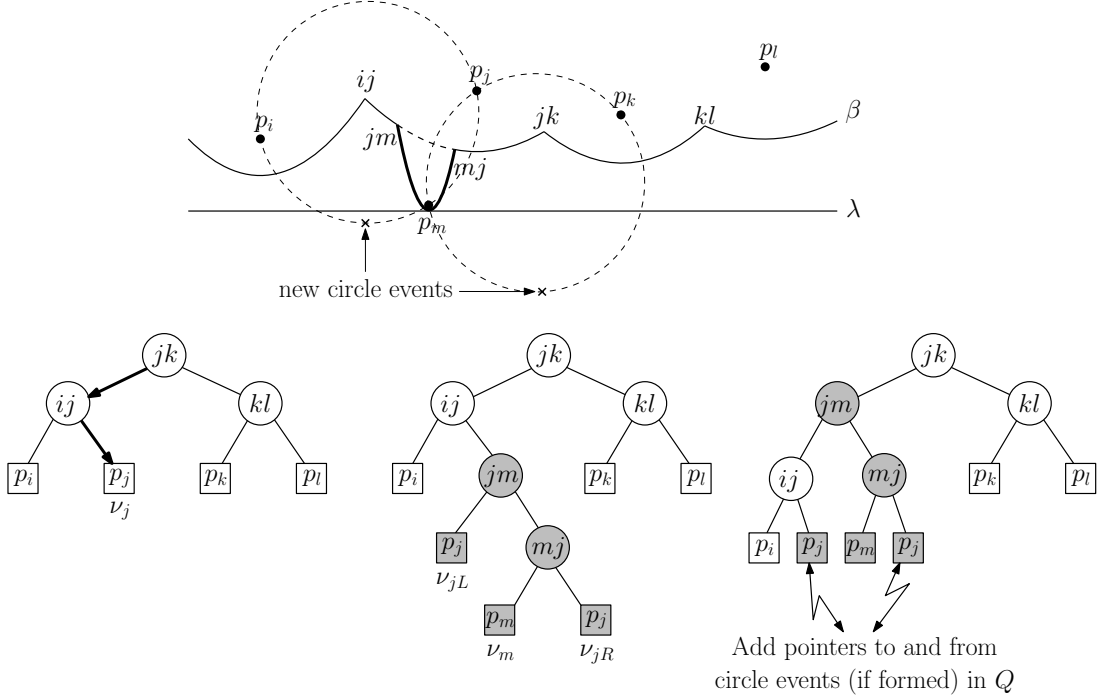 p_l
p_j
ij
p_k
p_i
jm
jk
kl
β
mj
p_m
λ
new circle events
jk
ij
kl
p_i
p_j
p_k
p_l
ν_j
jk
ij
kl
p_i
jm
p_k
p_l
p_j
mj
ν_jL
p_m
p_j
ν_m
ν_jR
jk
jm
kl
ij
mj
p_k
p_l
p_i
p_j
p_m
p_j
Add pointers to and from
circle events (if formed) in Q